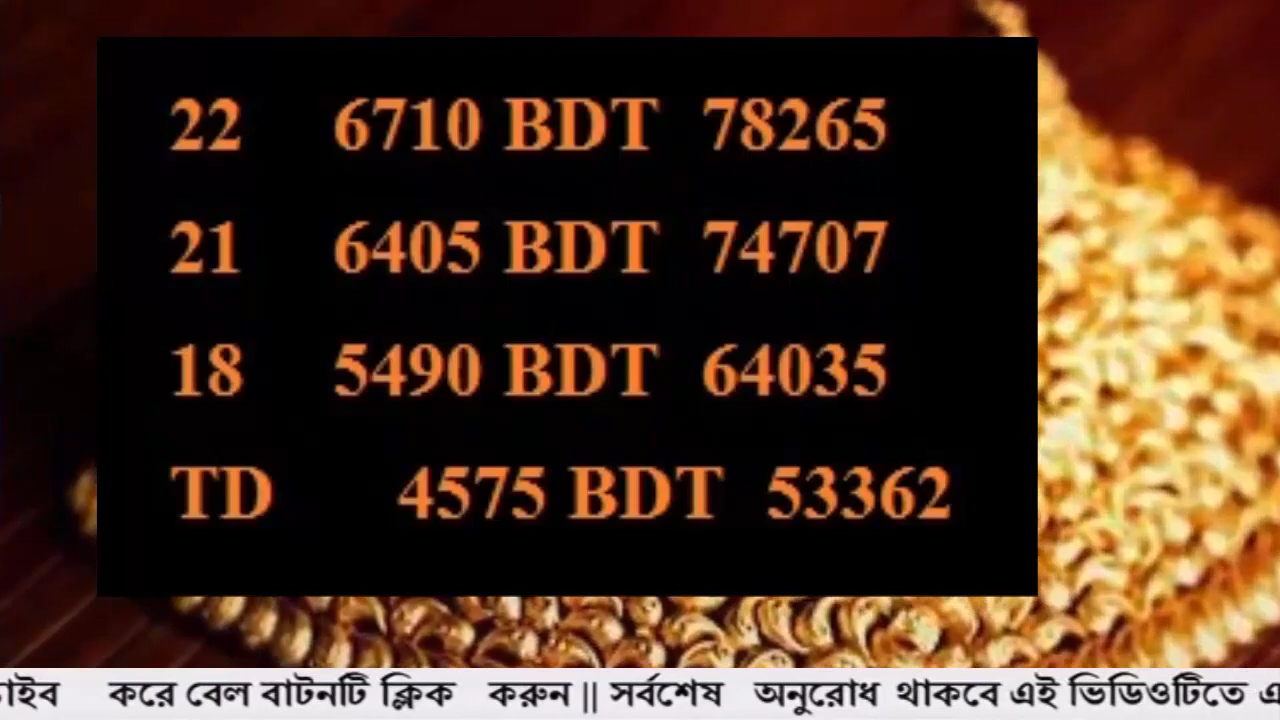 22 6710 BDT 78265
21 6405 BDT 74707
18 5490 BDT 64035
TD 4575 BDT 53362
করে বেল বাটনটি ক্লিক করুন || সর্বশেষ অনুরোধ থাকবে এই ভিডিওটিতে